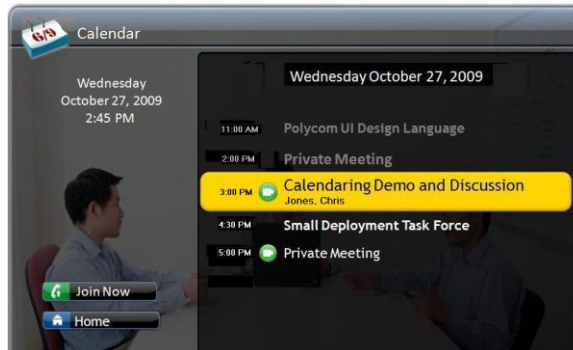 6/9
Calendar
Wednesday
October 27, 2009
2:45 PM
Wednesday October 27, 2009
11:00 AM Polycom UI Design Language
2:00 PM Private Meeting
3:00 PM Calendaring Demo and Discussion
Jones, Chris
4:30 PM Small Deployment Task Force
5:00 PM Private Meeting
Join Now
Home